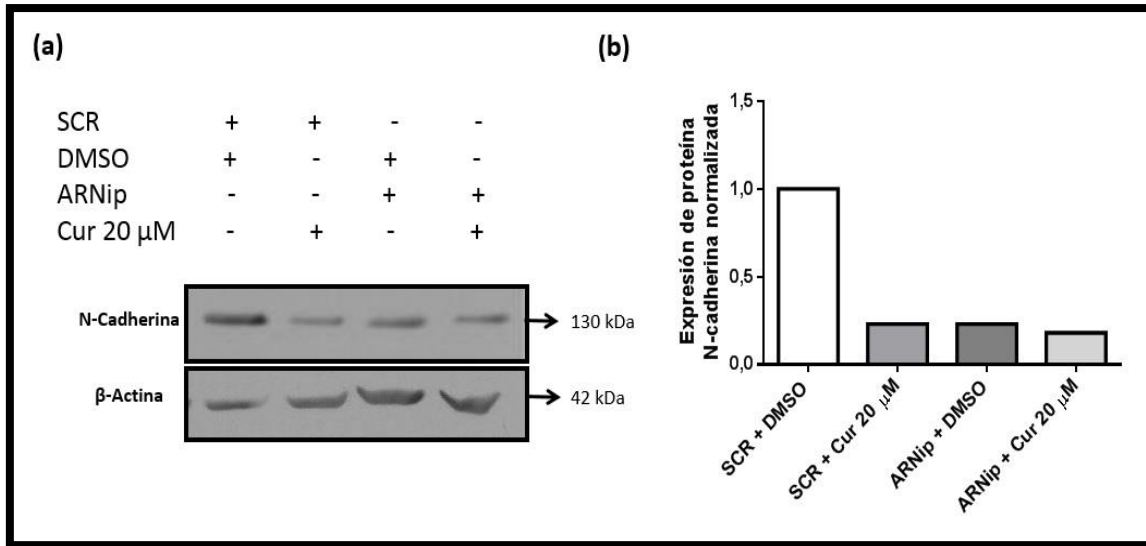 (a)
SCR + + - -
DMSO + - + -
ARNip - - + +
Cur 20 µM - + - +
N-Cadherina 130 kDa
β-Actina 42 kDa
(b)
Expresión de proteína
N-cadherina normalizada
1,5
1,0
0,5
0,0
SCR + DMSO
SCR + Cur 20 µM
ARNip + DMSO
ARNip + Cur 20 µM